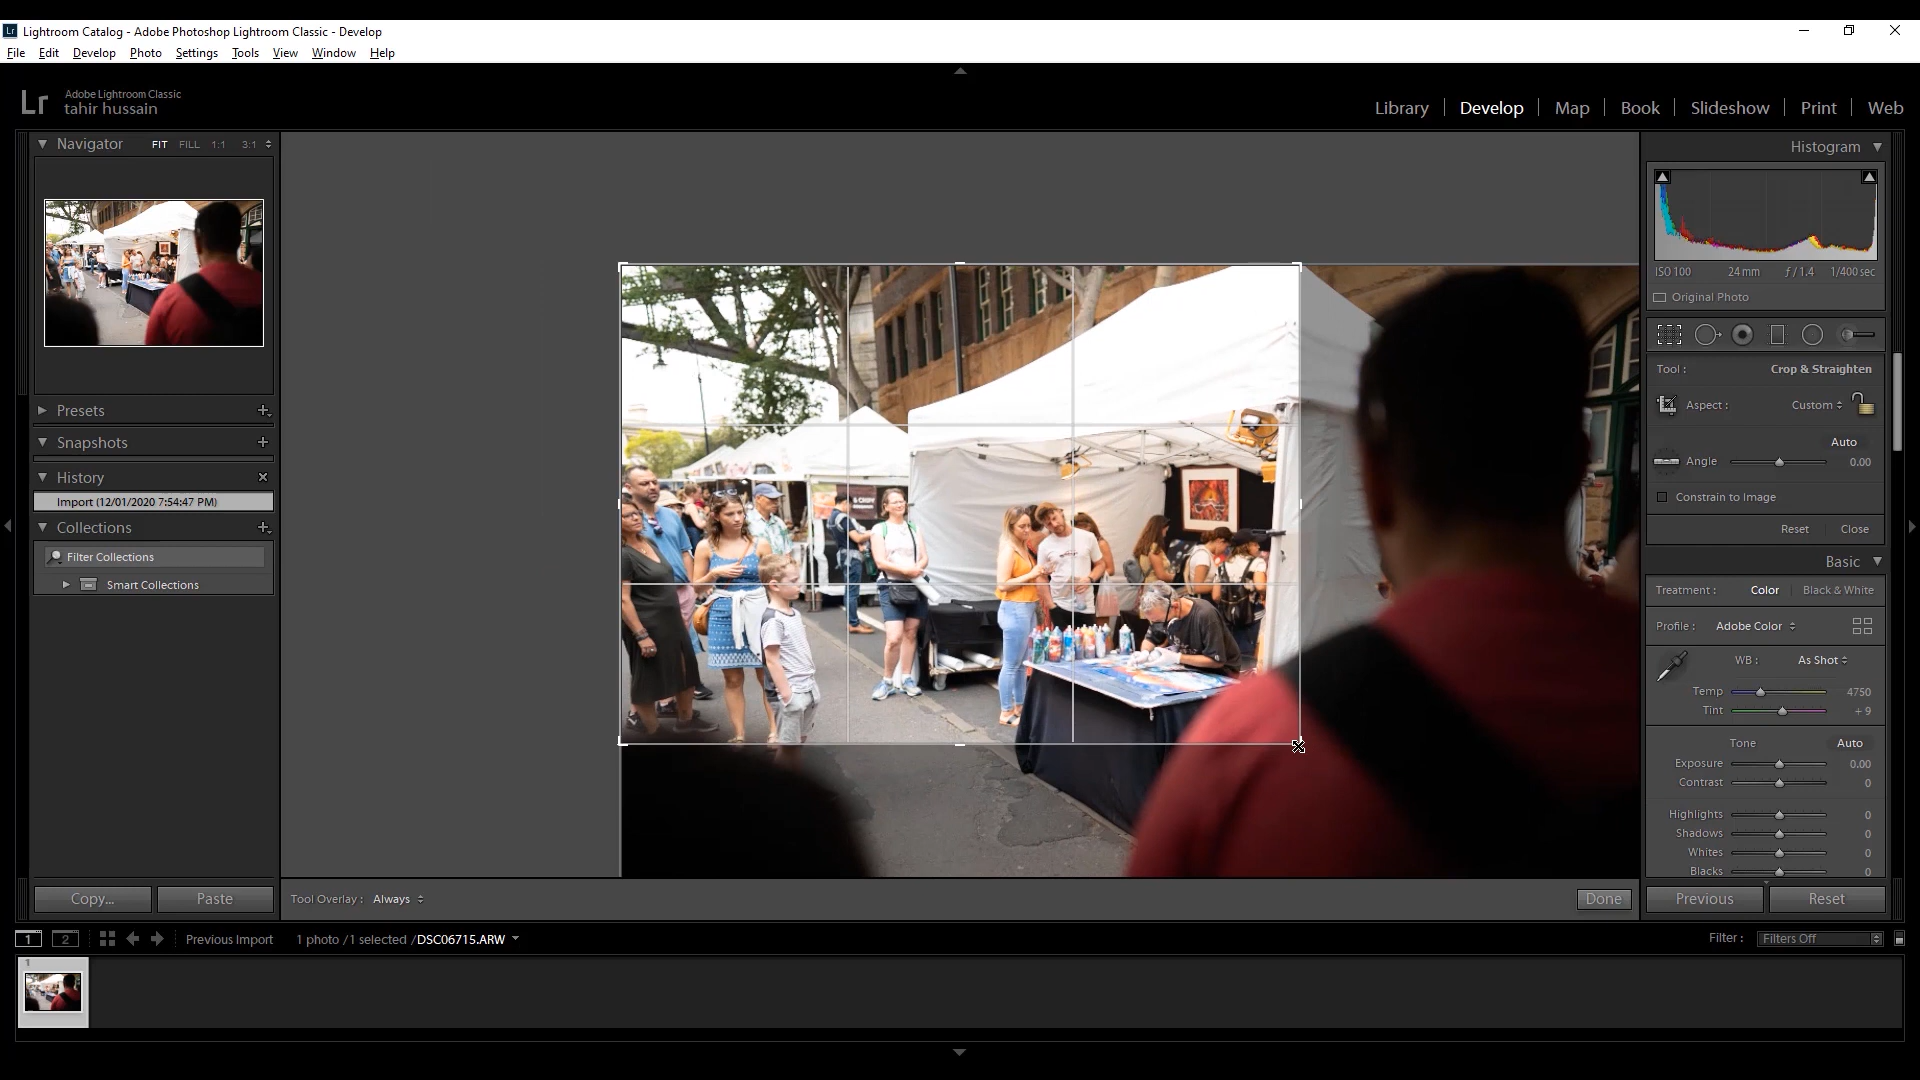 Lr Lightroom Catalog - Adobe Photoshop Lightroom Classic - Develop
File Edit Develop Photo Settings Tools View Window Help
Lr Adobe Lightroom Classic
tahir hussain
Library Develop Map Book Slideshow Print Web
Navigator FIT FILL 1:1 3:1
Presets
Snapshots
History
Import (12/01/2020 7:54:47 PM)
Collections
Filter Collections
Smart Collections
Copy... Paste
Tool Overlay : Always
Done
Histogram
ISO 100 24mm ƒ / 1.4 1/400 sec
Original Photo
Tool : Crop & Straighten
Aspect : Custom
Auto
Angle 0.00
Constrain to Image
Reset Close
Basic
Treatment : Color Black & White
Profile : Adobe Color
WB : As Shot
Temp 4750
Tint + 9
Tone Auto
Exposure 0.00
Contrast 0
Highlights 0
Shadows 0
Whites 0
Blacks 0
Previous Reset
1 2 Previous Import 1 photo / 1 selected / DSC06715.ARW
Filter : Filters Off
1